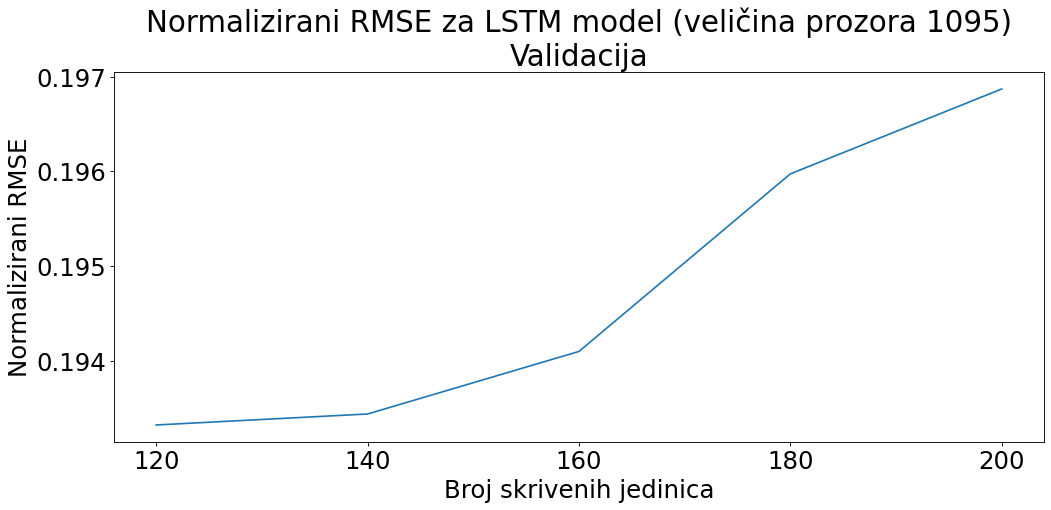 Normalizirani RMSE za LSTM model (veličina prozora 1095)
Validacija
Normalizirani RMSE
0.197
0.196
0.195
0.194
120 140 160 180 200
Broj skrivenih jedinica